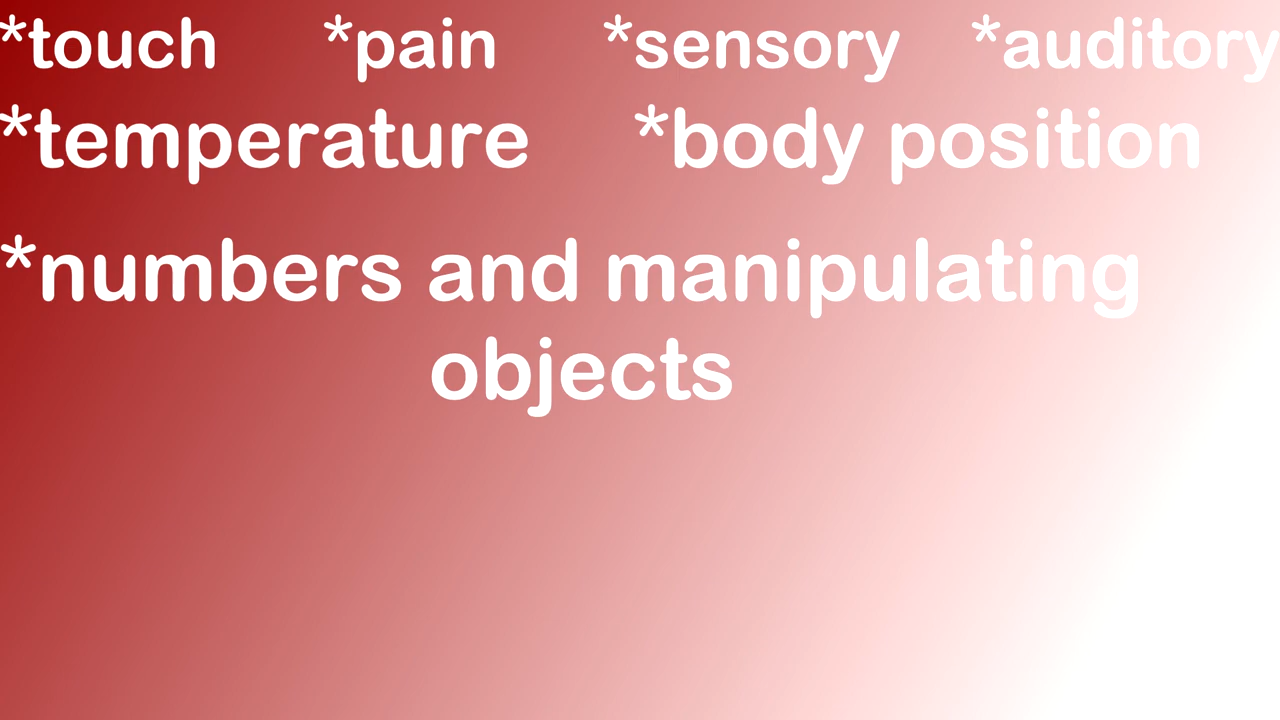 *touch *pain *sensory *auditory
*temperature *body position
*numbers and manipulating
objects